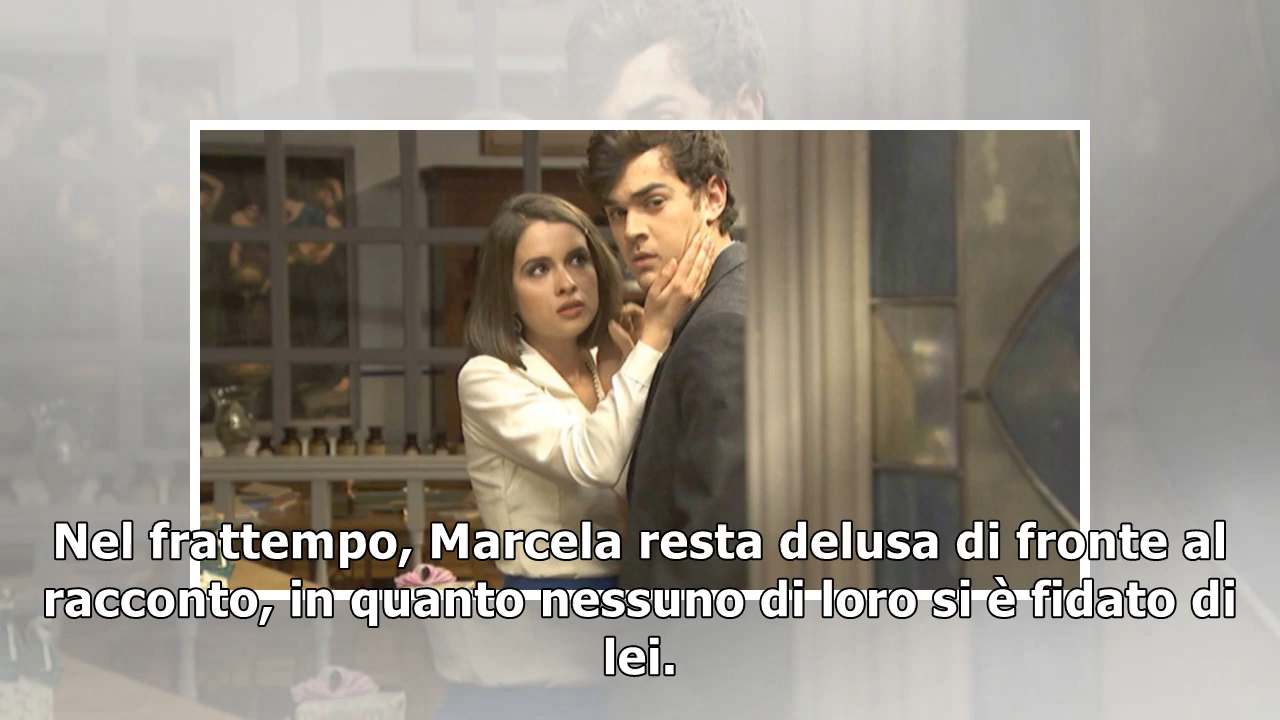 Nel frattempo, Marcela resta delusa di fronte al
racconto, in quanto nessuno di loro si è fidato di
lei.